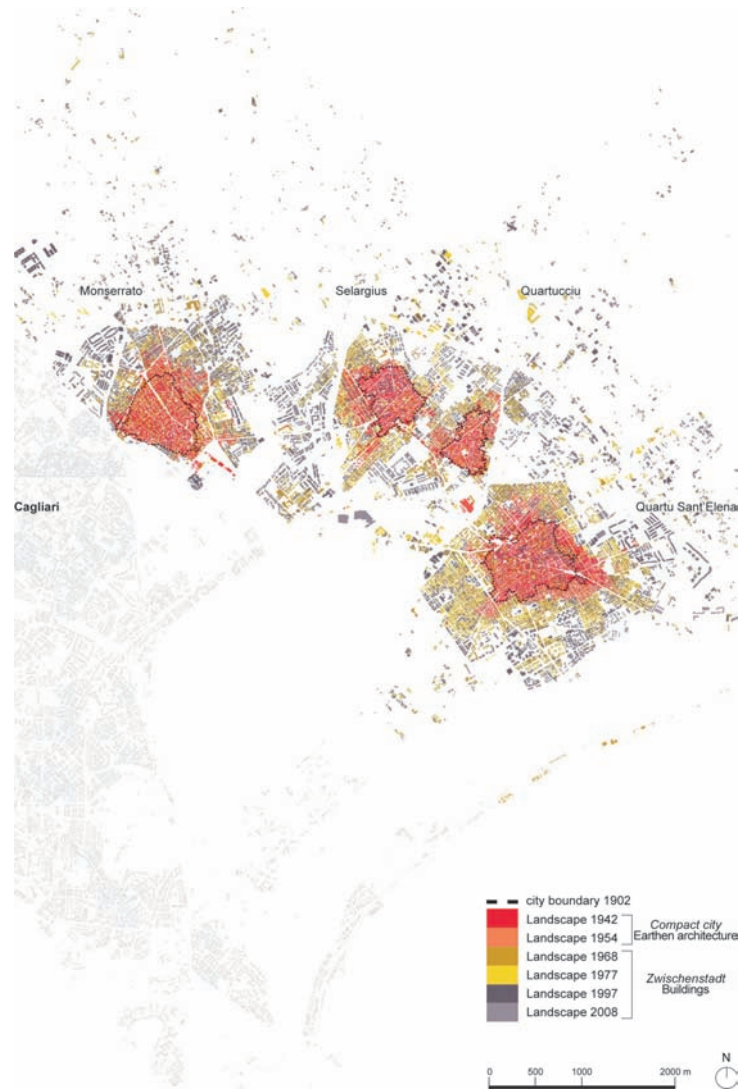 Monserrato
Selargius
Quartucciu
Cagliari
Quartu Sant'Elena
city boundary 1902
Landscape 1942
Landscape 1954
Compact city
Earthen architecture
Landscape 1968
Landscape 1977
Landscape 1997
Landscape 2008
Zwischenstadt
Buildings
N
0 500 1000 2000 m